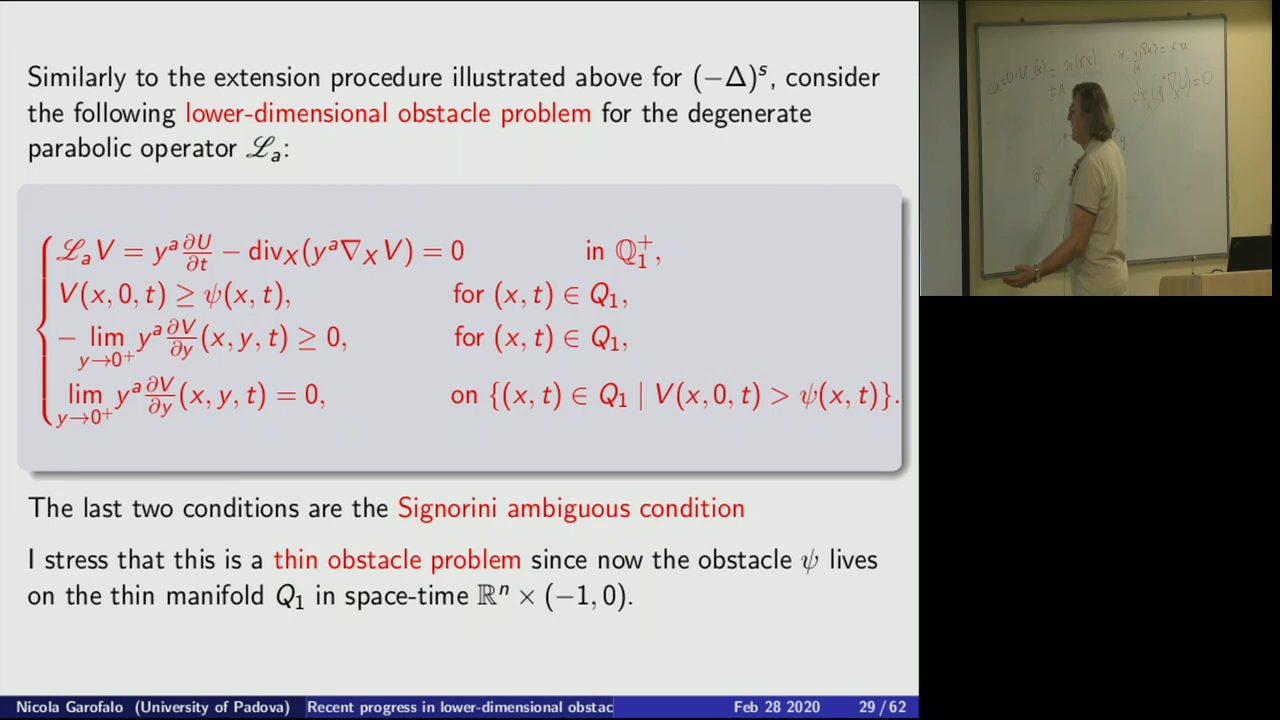 Similarly to the extension procedure illustrated above for (−Δ)^s, consider
the following lower-dimensional obstacle problem for the degenerate
parabolic operator ℒ_a:
ℒ_a V = y^a ∂U/∂t − div_X(y^a ∇_X V) = 0 in ℚ_1^+,
V(x, 0, t) ≥ ψ(x, t), for (x, t) ∈ Q_1,
− lim_{y→0^+} y^a ∂V/∂y (x, y, t) ≥ 0, for (x, t) ∈ Q_1,
lim_{y→0^+} y^a ∂V/∂y (x, y, t) = 0, on {(x, t) ∈ Q_1 | V(x, 0, t) > ψ(x, t)}.
The last two conditions are the Signorini ambiguous condition
I stress that this is a thin obstacle problem since now the obstacle ψ lives
on the thin manifold Q_1 in space-time ℝ^n × (−1, 0).
Nicola Garofalo (University of Padova) Recent progress in lower-dimensional obstac Feb 28 2020 29 / 62